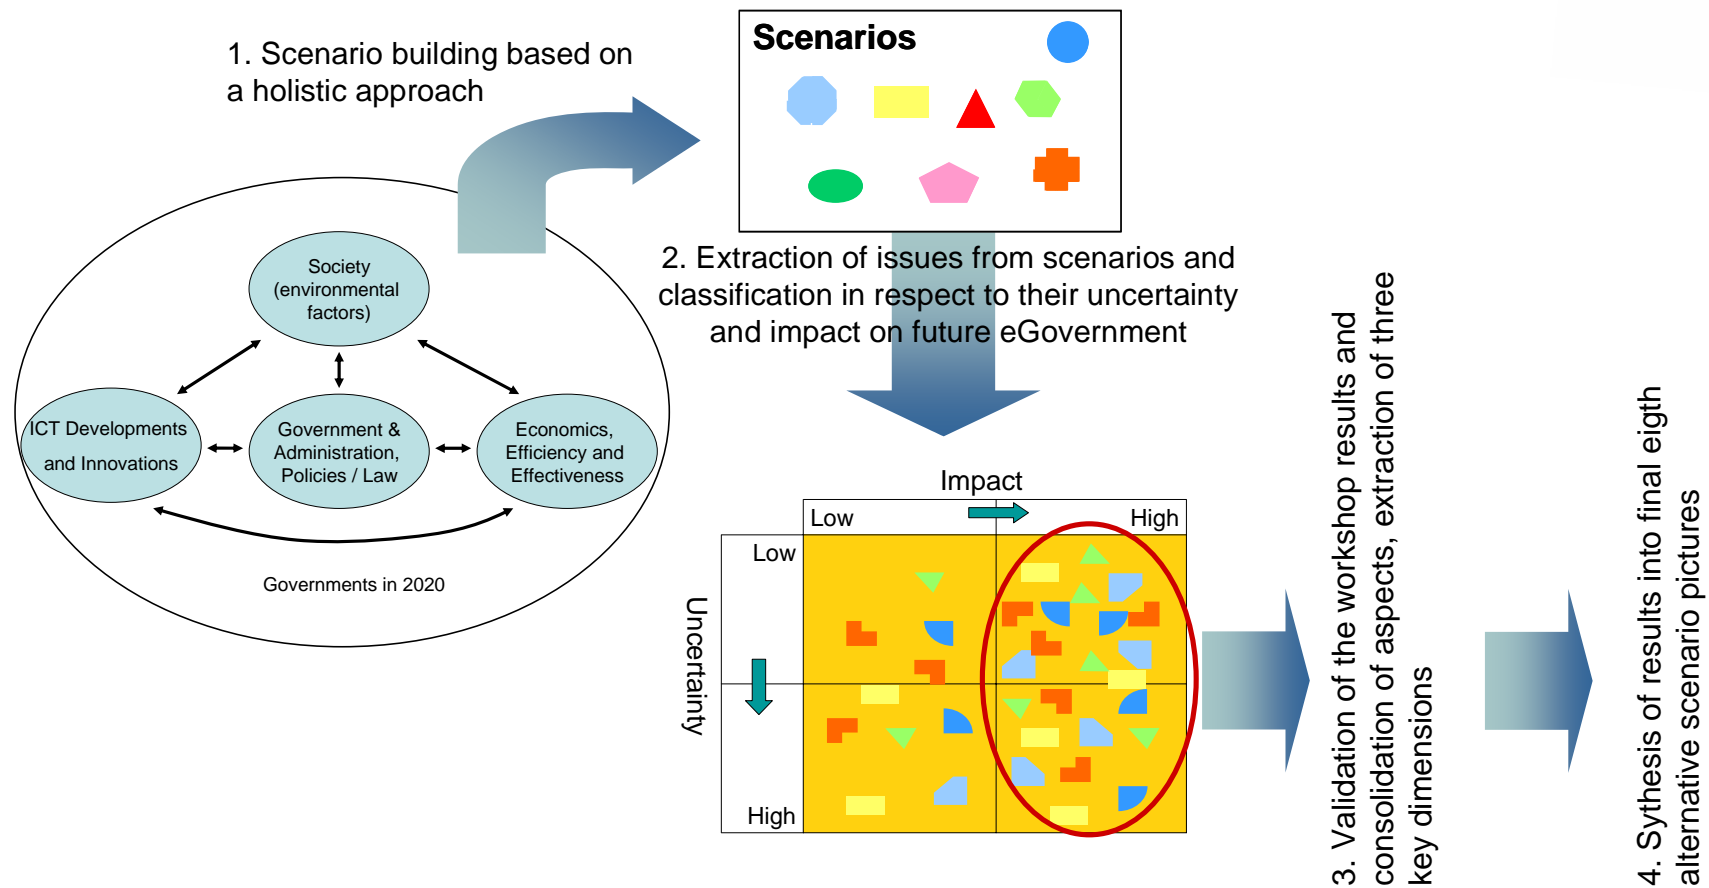 1. Scenario building based on
a holistic approach
Scenarios
Society
(environmental
factors)
ICT Developments
and Innovations
Government &
Administration,
Policies / Law
Economics,
Efficiency and
Effectiveness
Governments in 2020
2. Extraction of issues from scenarios and
classification in respect to their uncertainty
and impact on future eGovernment
Impact
Low
High
Uncertainty
Low
High
3. Validation of the workshop results and
consolidation of aspects, extraction of three
key dimensions
4. Sythesis of results into final eigth
alternative scenario pictures